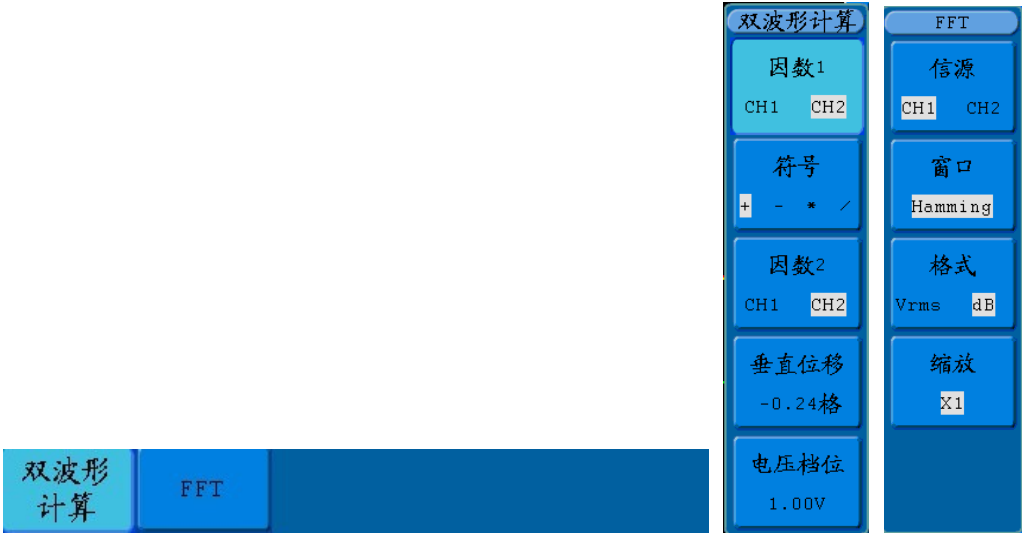 双波形计算
因数1
CH1 CH2
符号
+ - * /
因数2
CH1 CH2
垂直位移
-0.24格
电压档位
1.00V
FFT
信源
CH1 CH2
窗口
Hamming
格式
Vrms dB
缩放
X1
双波形
计算
FFT